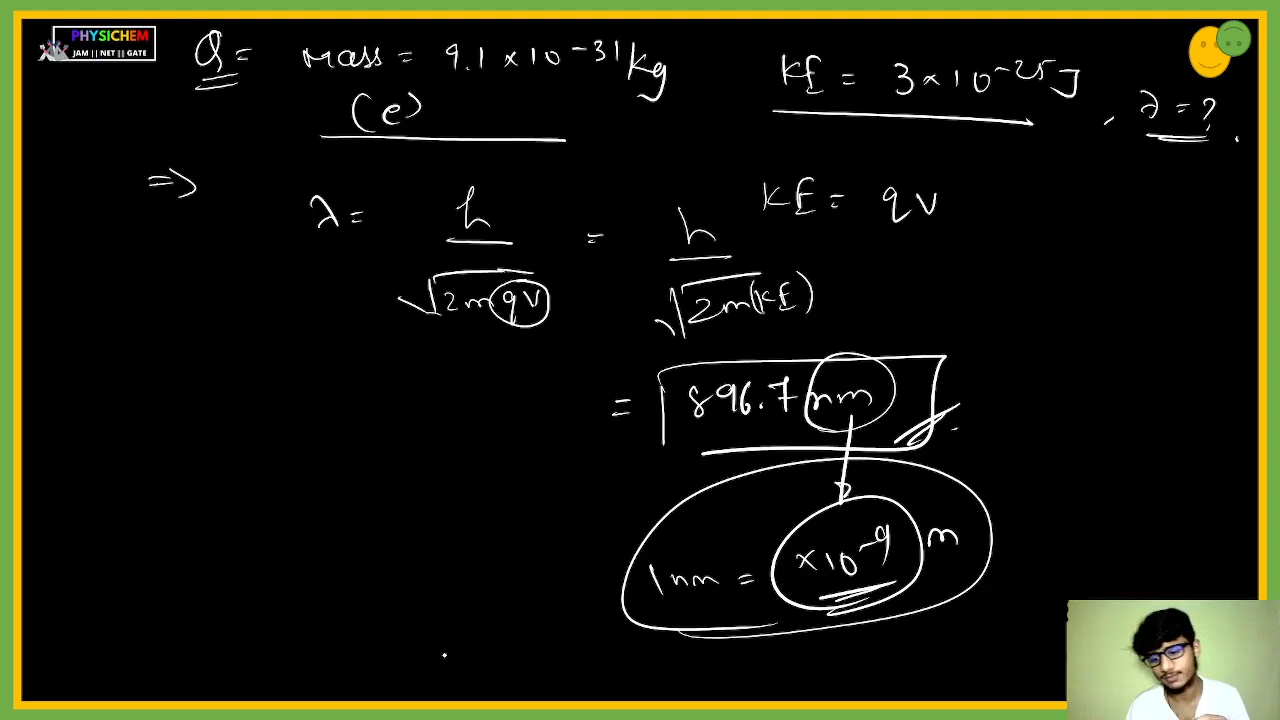 PHYSICHEM
JAM || NET || GATE
Q = mass = 9.1 × 10⁻³¹ kg KE = 3 × 10⁻²⁵ J , λ = ? .
(e)
⇒ λ = h / √2mqv = h / √2m(KE) KE = qv
= 896.7 nm
1 nm = ×10⁻⁹ m